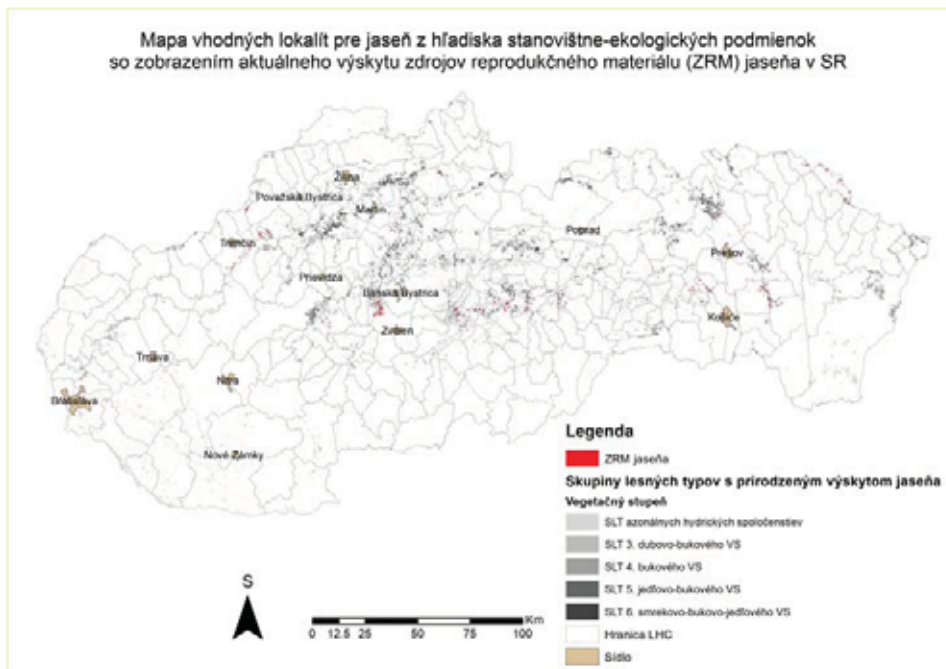 Mapa vhodných lokalít pre jaseň z hľadiska stanovištne-ekologických podmienok
so zobrazením aktuálneho výskytu zdrojov reprodukčného materiálu (ZRM) jaseňa v SR
Žilina
Považská Bystrica
Martin
Poprad
Trenčín
Prešov
Prievidza
Banská Bystrica
Košice
Zvolen
Trnava
Nitra
Bratislava
Nové Zámky
Legenda
ZRM jaseňa
Skupiny lesných typov s prirodzeným výskytom jaseňa
Vegetačný stupeň
SLT azonálnych hydrických spoločenstiev
SLT 3. dubovo-bukového VS
SLT 4. bukového VS
SLT 5. jedľovo-bukového VS
SLT 6. smrekovo-bukovo-jedľového VS
Hranica LHC
Sídlo
S
Km
0 12.5 25 50 75 100